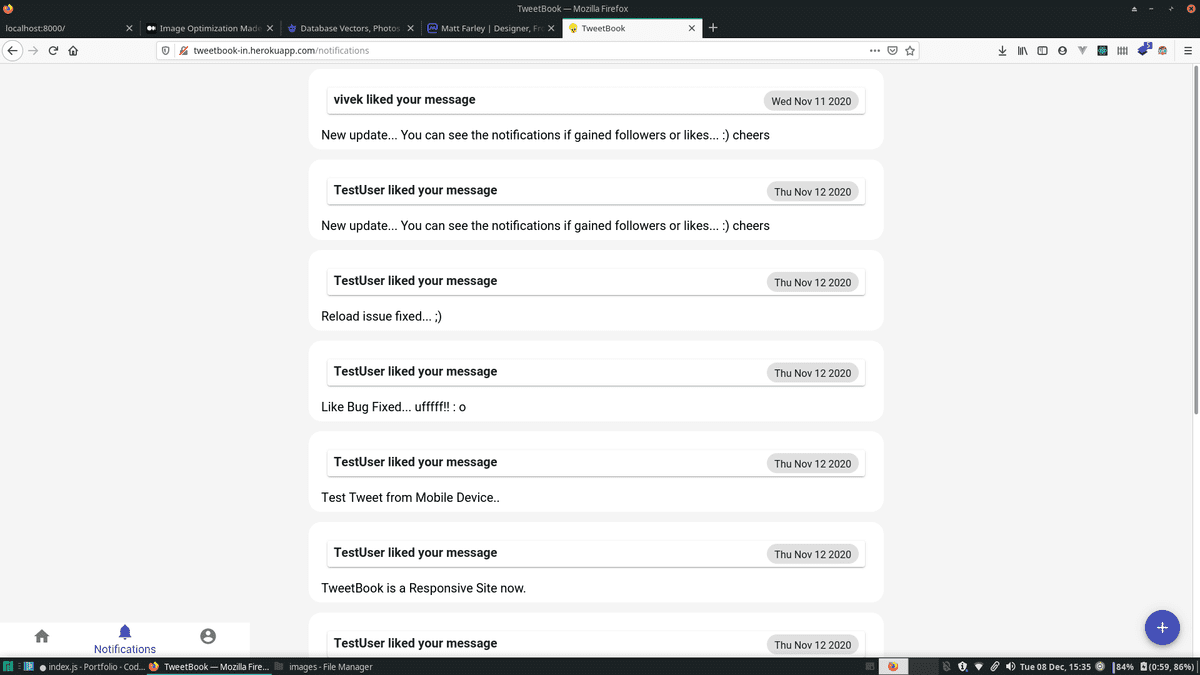 TweetBook — Mozilla Firefox
localhost:8000/
Image Optimization Made
Database Vectors, Photos
Matt Farley | Designer, Fro
TweetBook
tweetbook-in.herokuapp.com/notifications
vivek liked your message
Wed Nov 11 2020
New update... You can see the notifications if gained followers or likes... :) cheers
TestUser liked your message
Thu Nov 12 2020
New update... You can see the notifications if gained followers or likes... :) cheers
TestUser liked your message
Thu Nov 12 2020
Reload issue fixed... ;)
TestUser liked your message
Thu Nov 12 2020
Like Bug Fixed... ufffff!! : o
TestUser liked your message
Thu Nov 12 2020
Test Tweet from Mobile Device..
TestUser liked your message
Thu Nov 12 2020
TweetBook is a Responsive Site now.
TestUser liked your message
Thu Nov 12 2020
Notifications
index.js - Portfolio - Cod...
TweetBook — Mozilla Fire...
images - File Manager
Tue 08 Dec, 15:35
84%
(0:59, 86%)